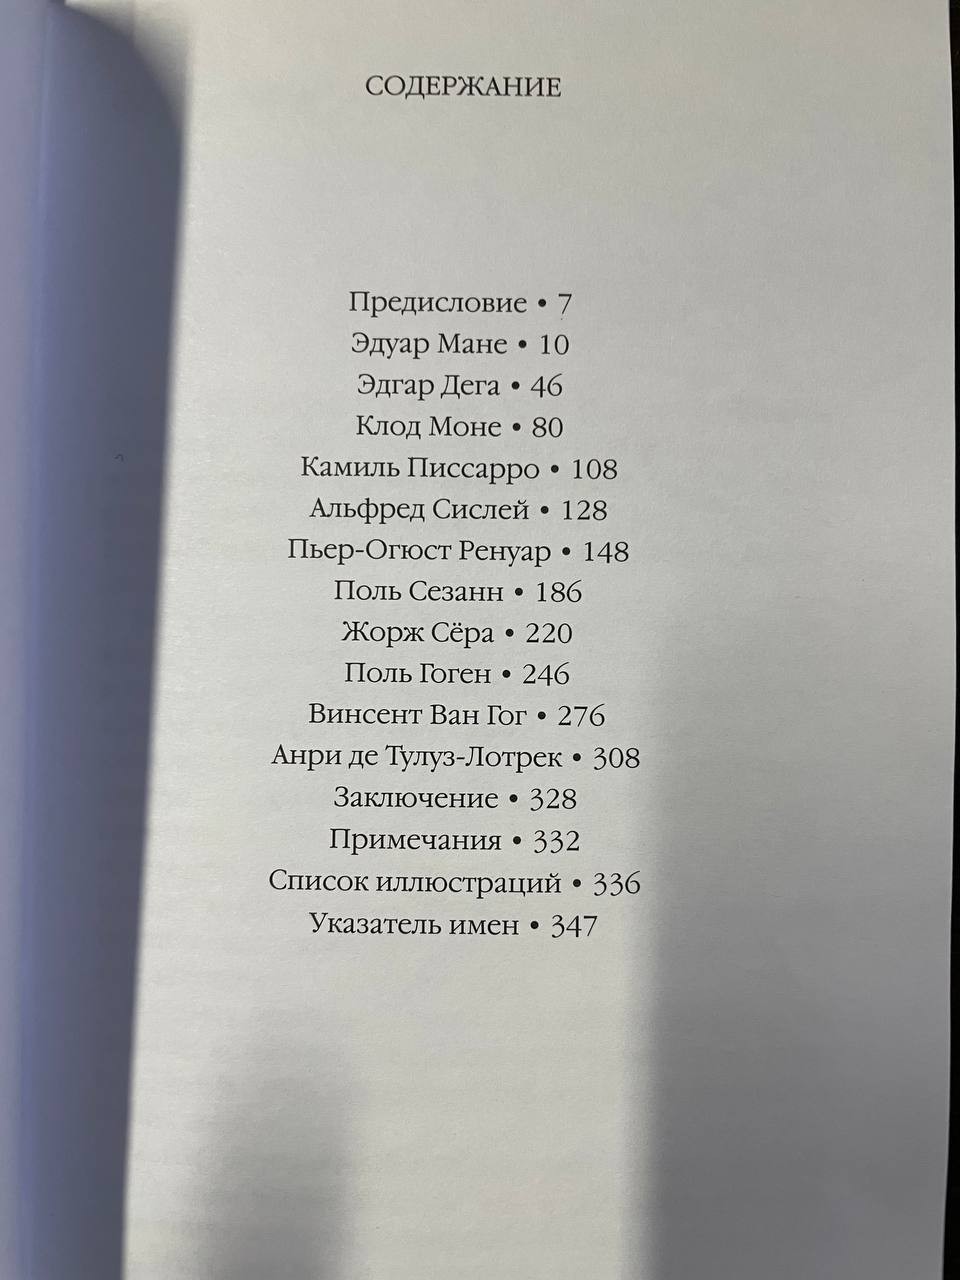 СОДЕРЖАНИЕ
Предисловие • 7
Эдуар Мане • 10
Эдгар Дега • 46
Клод Моне • 80
Камиль Писсарро • 108
Альфред Сислей • 128
Пьер-Огюст Ренуар • 148
Поль Сезанн • 186
Жорж Сёра • 220
Поль Гоген • 246
Винсент Ван Гог • 276
Анри де Тулуз-Лотрек • 308
Заключение • 328
Примечания • 332
Список иллюстраций • 336
Указатель имен • 347